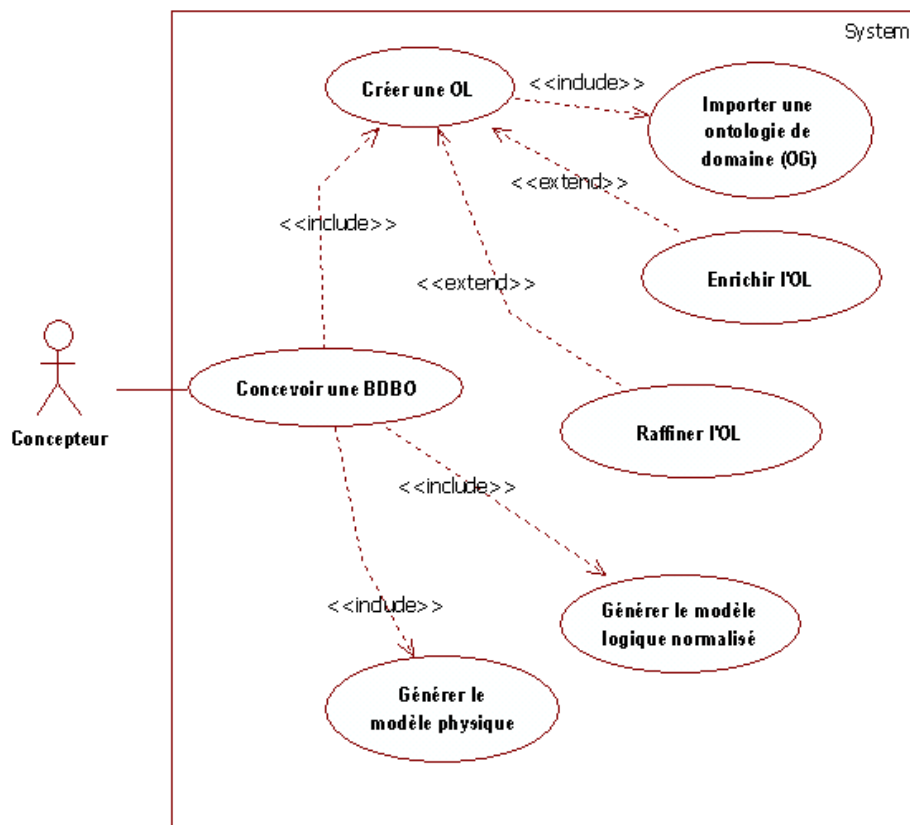 System
Créer une OL
<<include>>
Importer une
ontologie de
domaine (OG)
<<extend>>
<<include>>
Enrichir l'OL
<<extend>>
Concevoir une BDBO
Raffiner l'OL
Concepteur
<<include>>
<<include>>
Générer le modèle
logique normalisé
Générer le
modèle physique